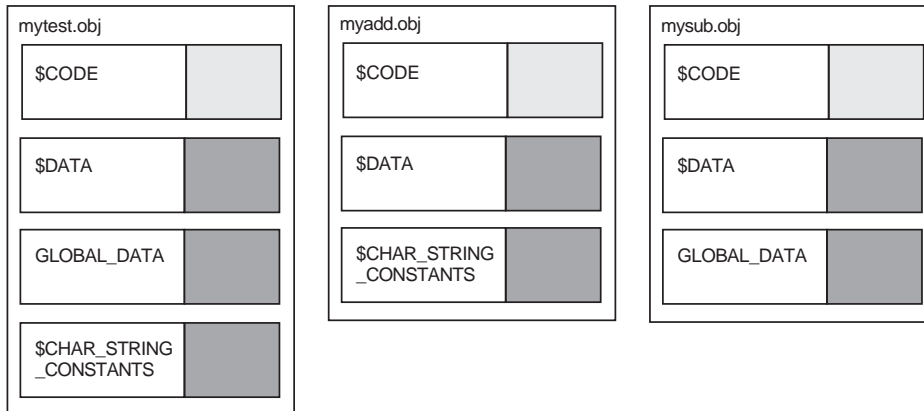 mytest.obj
$CODE
$DATA
GLOBAL_DATA
$CHAR_STRING
_CONSTANTS
myadd.obj
$CODE
$DATA
$CHAR_STRING
_CONSTANTS
mysub.obj
$CODE
$DATA
GLOBAL_DATA